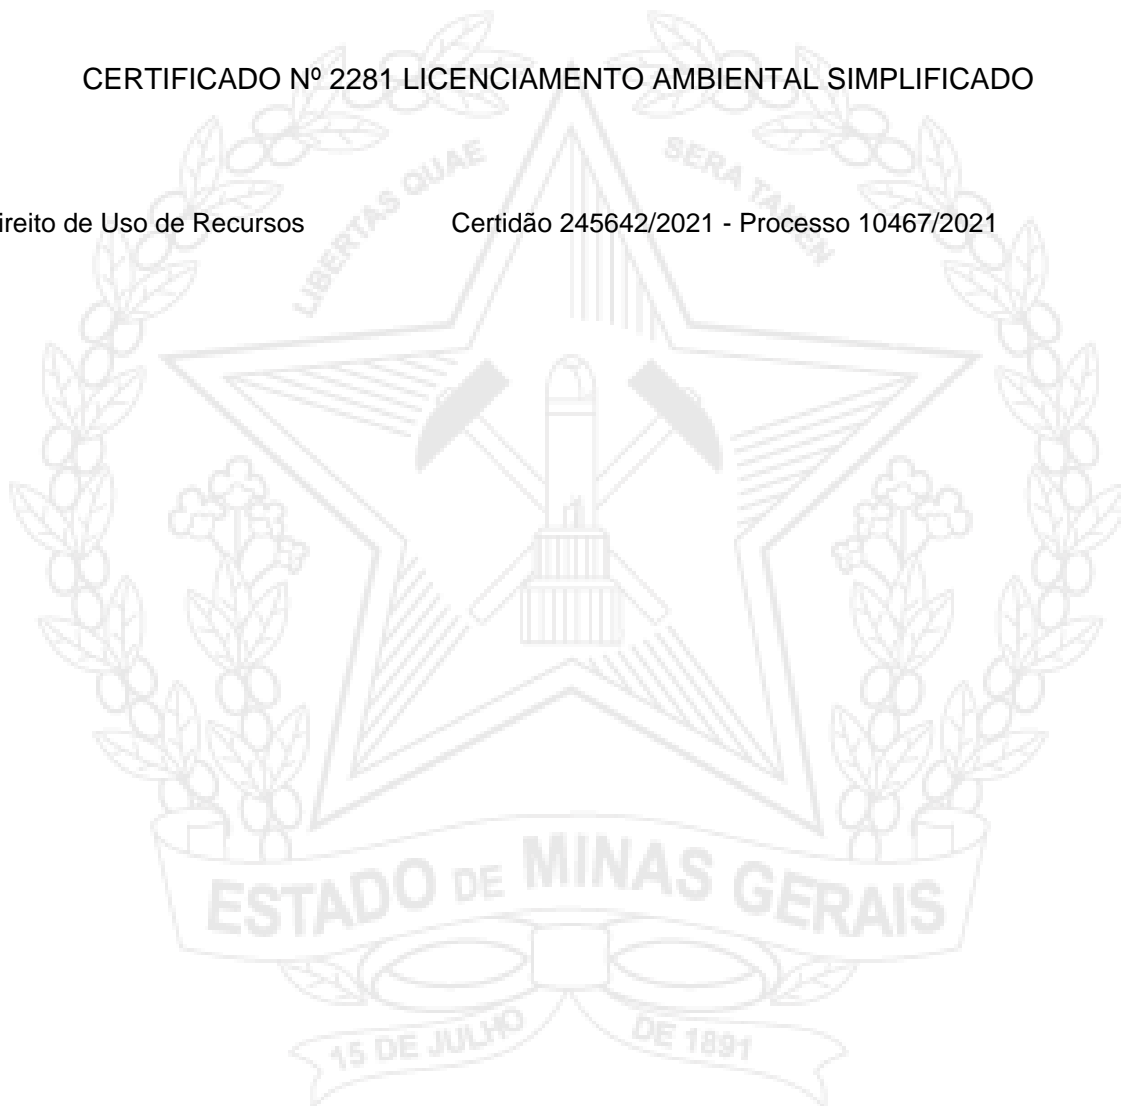 CERTIFICADO Nº 2281 LICENCIAMENTO AMBIENTAL SIMPLIFICADO
LIBERTAS QUAE SERA TAMEN
ireito de Uso de Recursos Certidão 245642/2021 - Processo 10467/2021
ESTADO DE MINAS GERAIS
15 DE JULHO DE 1891